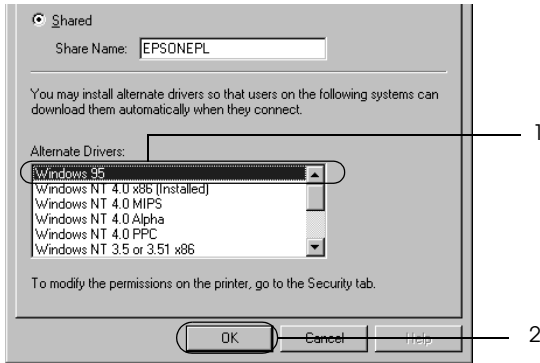 Shared
Share Name: EPSONEPL
You may install alternate drivers so that users on the following systems can
download them automatically when they connect.
Alternate Drivers:
1
Windows 95
Windows NT 4.0 x86 (Installed)
Windows NT 4.0 MIPS
Windows NT 4.0 Alpha
Windows NT 4.0 PPC
Windows NT 3.5 or 3.51 x86
To modify the permissions on the printer, go to the Security tab.
OK Cancel Help 2